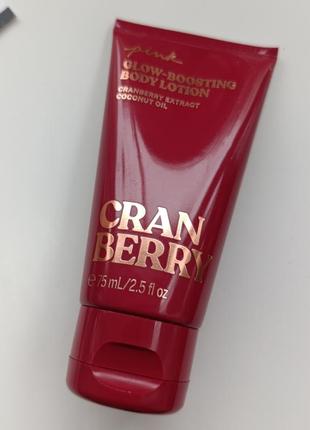 pink
GLOW-BOOSTING
BODY LOTION
CRANBERRY EXTRACT
COCONUT OIL
CRAN
BERRY
℮ 75 mL/2.5 fl oz